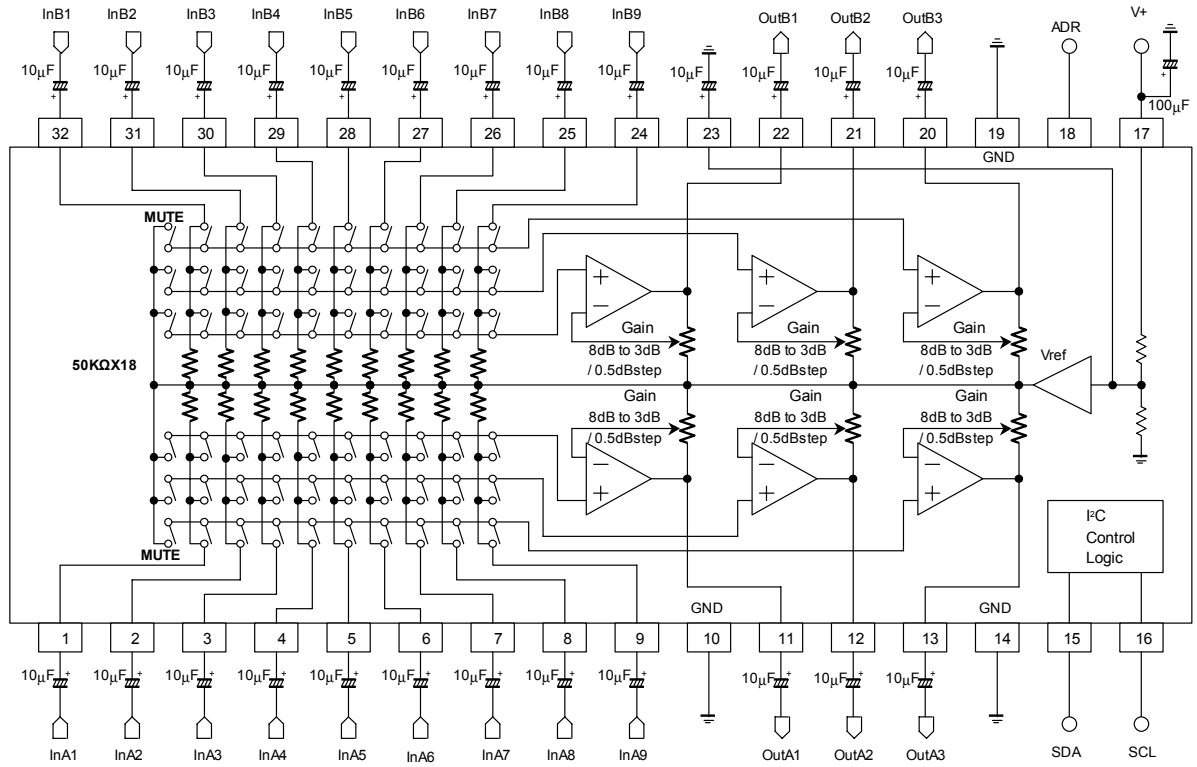 InB1 InB2 InB3 InB4 InB5 InB6 InB7 InB8 InB9 OutB1 OutB2 OutB3 ADR V+
10µF 10µF 10µF 10µF 10µF 10µF 10µF 10µF 10µF 10µF 10µF 10µF 10µF 100µF
+ + + + + + + + + + + + + +
32 31 30 29 28 27 26 25 24 23 22 21 20 19 18 17
GND
MUTE
+ + +
− − −
Gain Gain Gain
8dB to 3dB 8dB to 3dB 8dB to 3dB
/ 0.5dBstep / 0.5dBstep / 0.5dBstep
Vref
50KΩX18
Gain Gain Gain
8dB to 3dB 8dB to 3dB 8dB to 3dB
/ 0.5dBstep / 0.5dBstep / 0.5dBstep
− − −
+ + +
I²C
Control
Logic
MUTE
GND GND
1 2 3 4 5 6 7 8 9 10 11 12 13 14 15 16
+ + + + + + + + + + + +
10µF 10µF 10µF 10µF 10µF 10µF 10µF 10µF 10µF 10µF 10µF 10µF
InA1 InA2 InA3 InA4 InA5 InA6 InA7 InA8 InA9 OutA1 OutA2 OutA3 SDA SCL